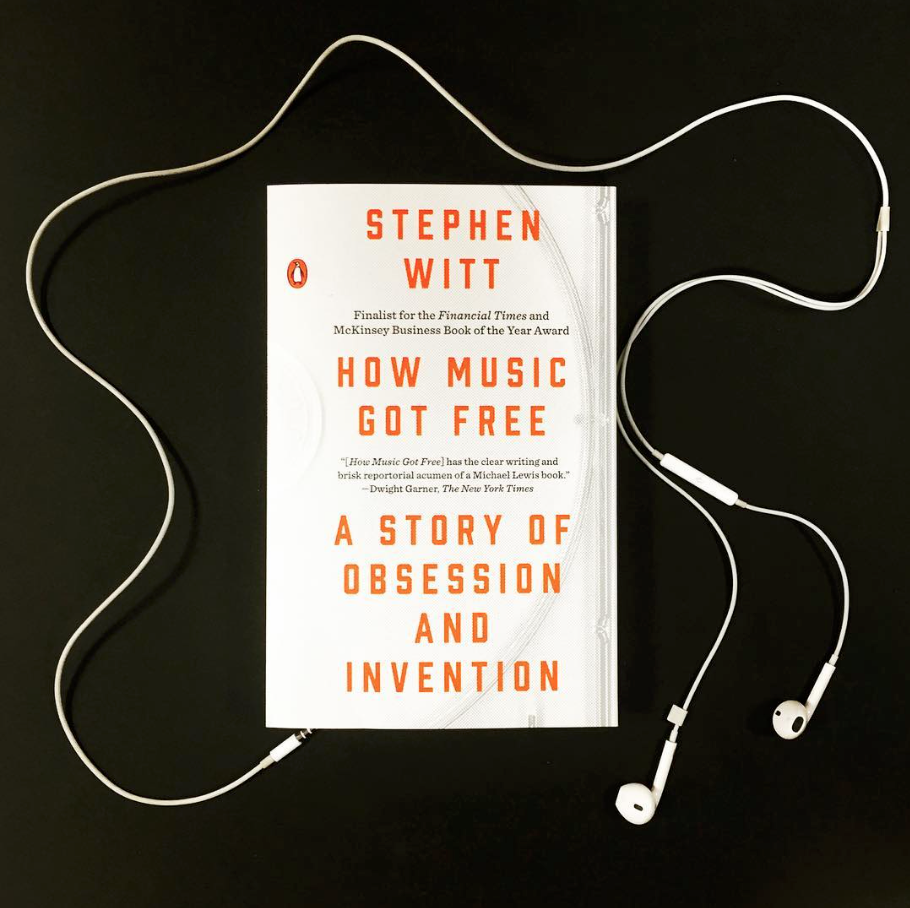 STEPHEN
WITT
Finalist for the Financial Times and
McKinsey Business Book of the Year Award
HOW MUSIC
GOT FREE
“[How Music Got Free] has the clear writing and
brisk reportorial acumen of a Michael Lewis book.”
—Dwight Garner, The New York Times
A STORY OF
OBSESSION
AND
INVENTION